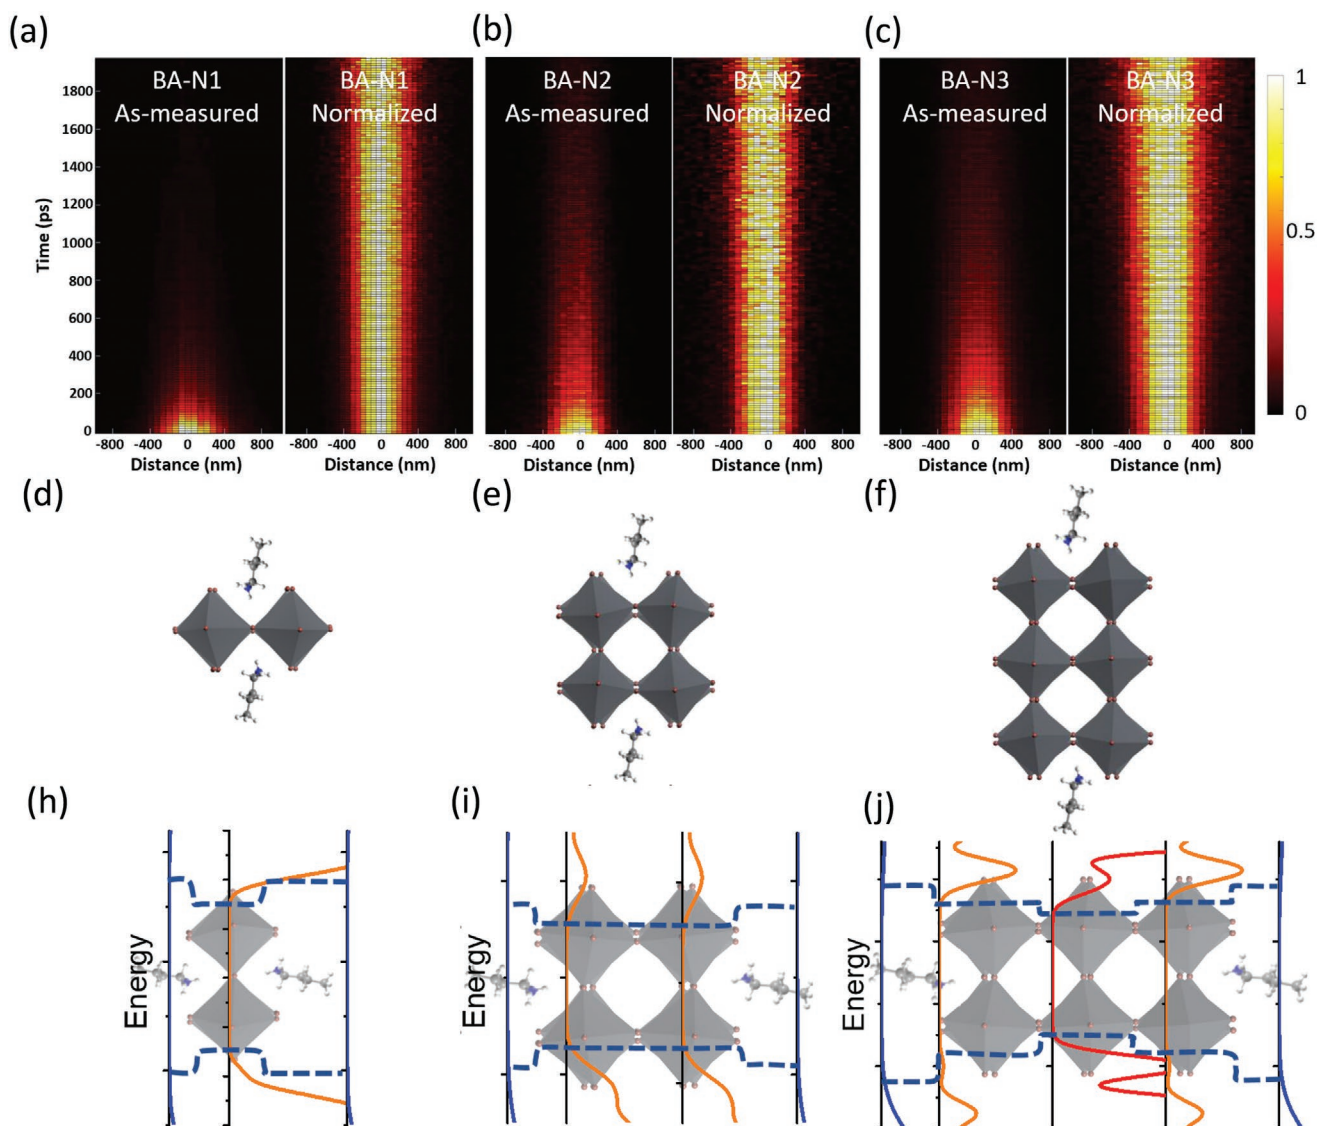 (a)
(b)
(c)
BA-N1
As-measured
BA-N1
Normalized
BA-N2
As-measured
BA-N2
Normalized
BA-N3
As-measured
BA-N3
Normalized
1
0.5
0
Time (ps)
1800
1600
1400
1200
1000
800
600
400
200
0
-800 -400 0 400 800
-800 -400 0 400 800
-800 -400 0 400 800
-800 -400 0 400 800
-800 -400 0 400 800
-800 -400 0 400 800
Distance (nm)
Distance (nm)
Distance (nm)
Distance (nm)
Distance (nm)
Distance (nm)
(d)
(e)
(f)
(h)
(i)
(j)
Energy
Energy
Energy